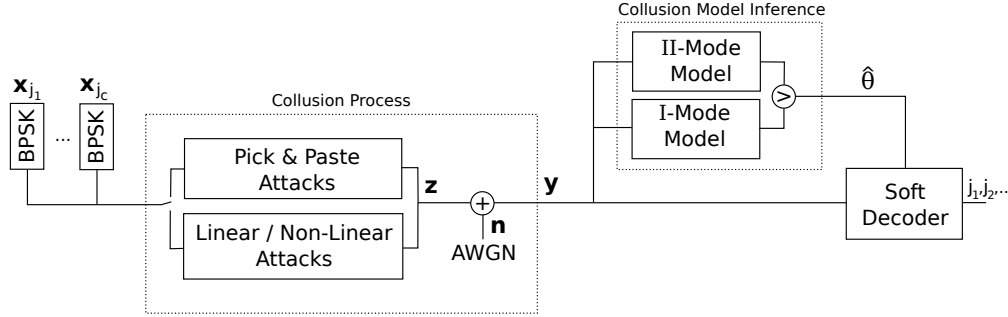 Collusion Model Inference
II-Mode
Model
I-Mode
Model
>
θ̂
x_{j_1}
x_{j_c}
BPSK
...
BPSK
Collusion Process
Pick & Paste
Attacks
Linear / Non-Linear
Attacks
z
+
n
AWGN
y
Soft
Decoder
j_1,j_2,...